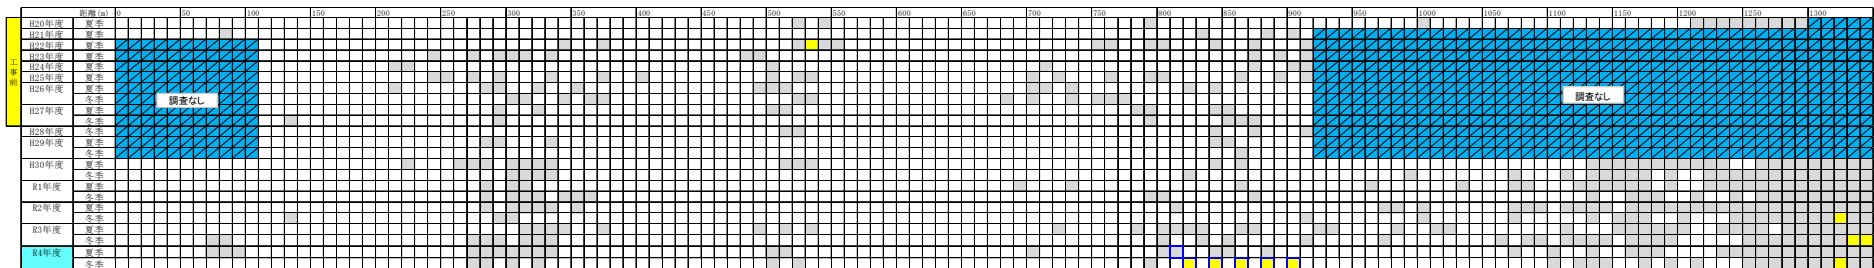 距離(m) 0 50 100 150 200 250 300 350 400 450 500 550 600 650 700 750 800 850 900 950 1000 1050 1100 1150 1200 1250 1300
工事前
H20年度 夏季
H21年度 夏季
H22年度 夏季
H23年度 夏季
H24年度 夏季
H25年度 夏季
H26年度 夏季
冬季
調査なし
調査なし
H27年度 夏季
冬季
H28年度 冬季
H29年度 夏季
冬季
H30年度 夏季
冬季
R1年度 夏季
冬季
R2年度 夏季
冬季
R3年度 夏季
冬季
R4年度 夏季
冬季